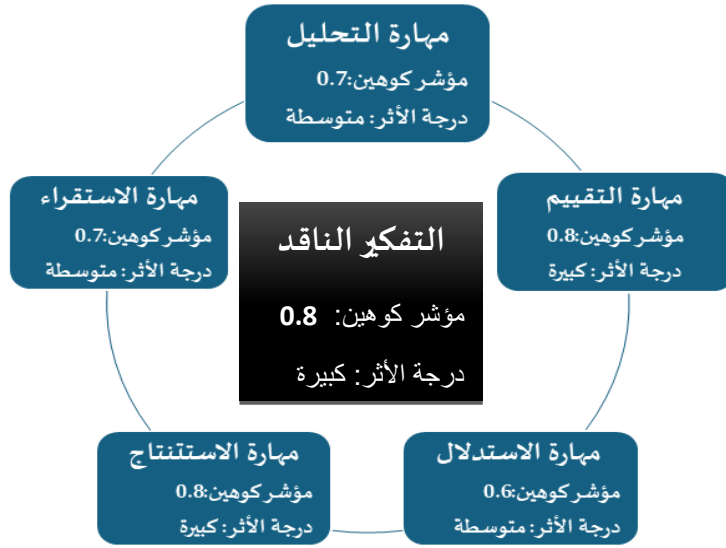 مهارة التحليل
مؤشر كوهين:0.7
درجة الأثر: متوسطة
مهارة التقييم
مؤشر كوهين:0.8
درجة الأثر: كبيرة
مهارة الاستدلال
مؤشر كوهين:0.6
درجة الأثر: متوسطة
مهارة الاستتنتاج
مؤشر كوهين:0.8
درجة الأثر: كبيرة
مهارة الاستقراء
مؤشر كوهين:0.7
درجة الأثر: متوسطة
التفكير الناقد
مؤشر كوهين: 0.8
درجة الأثر: كبيرة